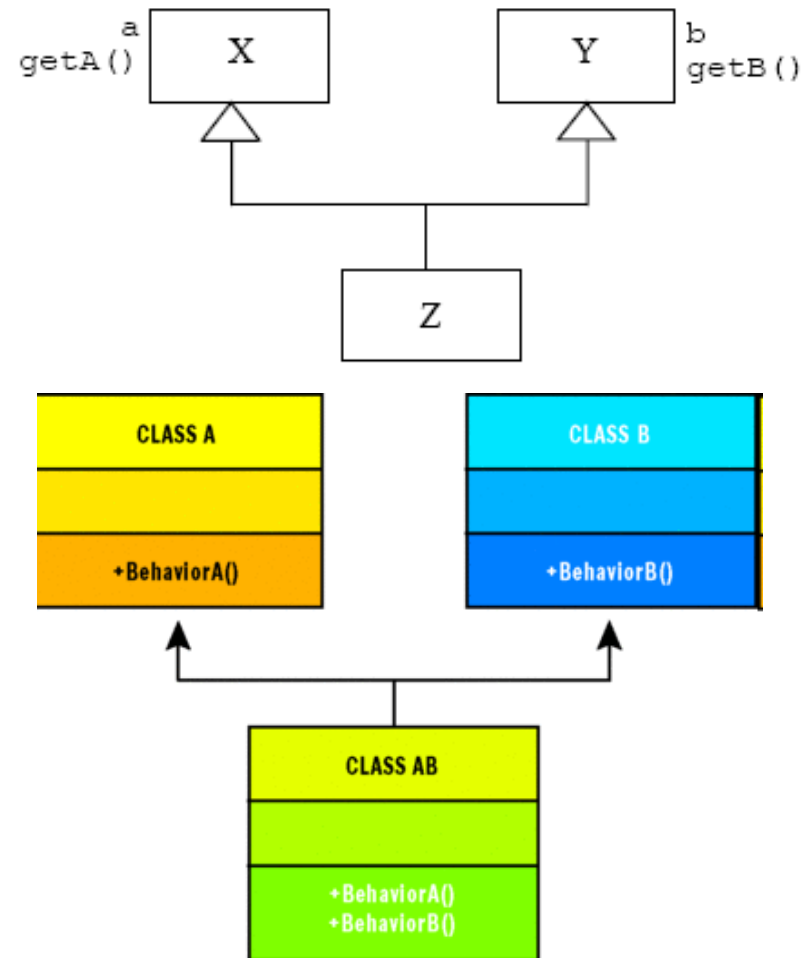 a
getA()
X
Y
b
getB()
Z
CLASS A
CLASS B
+BehaviorA()
+BehaviorB()
CLASS AB
+BehaviorA()
+BehaviorB()